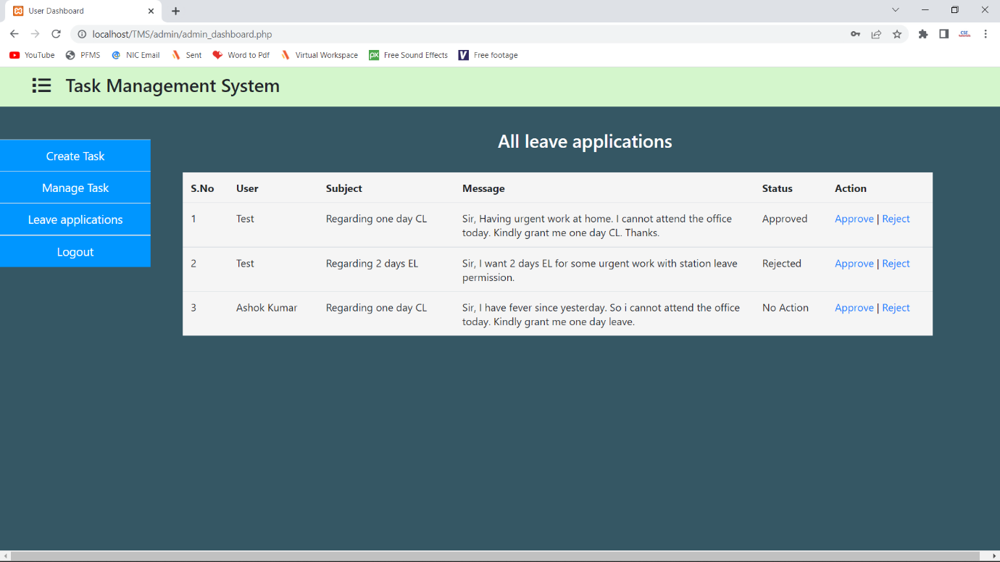 User Dashboard
localhost/TMS/admin/admin_dashboard.php
YouTube PFMS NIC Email Sent Word to Pdf Virtual Workspace Free Sound Effects Free footage
Task Management System
Create Task
Manage Task
Leave applications
Logout
All leave applications
S.No User Subject Message Status Action
1 Test Regarding one day CL Sir, Having urgent work at home. I cannot attend the office Approved Approve | Reject
today. Kindly grant me one day CL. Thanks.
2 Test Regarding 2 days EL Sir, I want 2 days EL for some urgent work with station leave Rejected Approve | Reject
permission.
3 Ashok Kumar Regarding one day CL Sir, I have fever since yesterday. So i cannot attend the office No Action Approve | Reject
today. Kindly grant me one day leave.